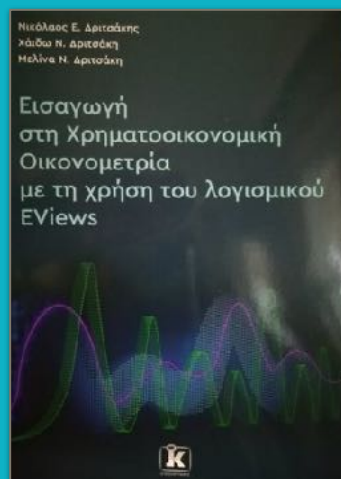 Νικόλαος Ε. Δριτσάκης
Χάιδω Ν. Δριτσάκη
Μελίνα Ν. Δριτσάκη
Εισαγωγή
στη Χρηματοοικονομική
Οικονομετρία
με τη χρήση του λογισμικού
EViews